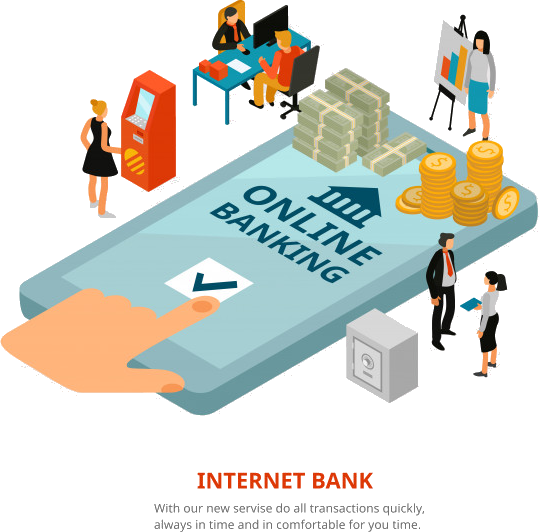 ONLINE
BANKING
INTERNET BANK
With our new servise do all transactions quickly,
always in time and in comfortable for you time.